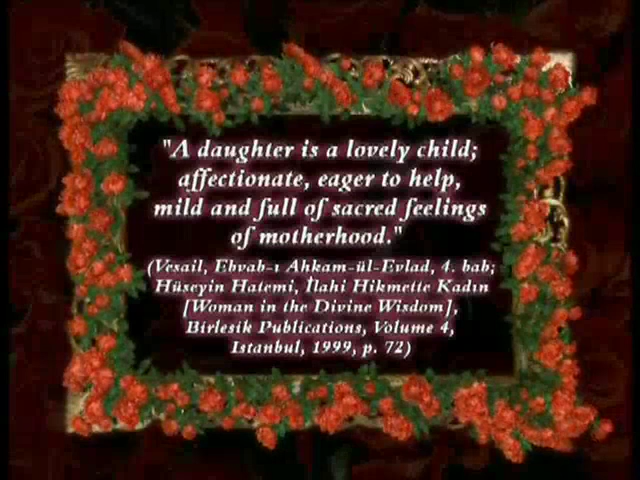 "A daughter is a lovely child;
affectionate, eager to help,
mild and full of sacred feelings
of motherhood."
(Vesail, Ebvab-ı Ahkam-ül-Evlad, 4. bab;
Hüseyin Hatemi, İlahi Hikmette Kadın
[Woman in the Divine Wisdom],
Birlesik Publications, Volume 4,
Istanbul, 1999, p. 72)